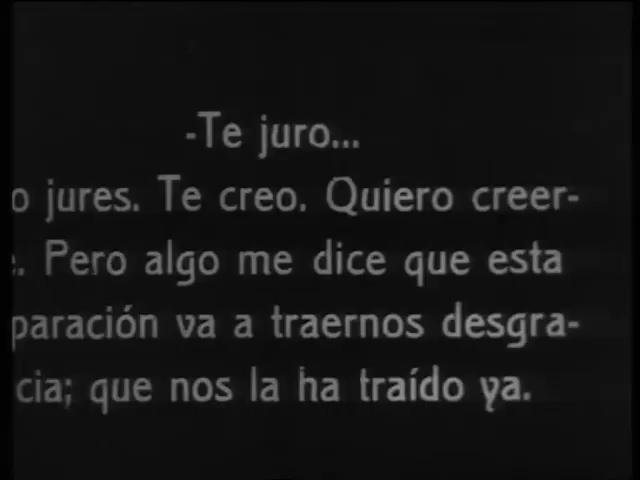 -Te juro...
o jures. Te creo. Quiero creer-
. Pero algo me dice que esta
paración va a traernos desgra-
cia; que nos la ha traído ya.